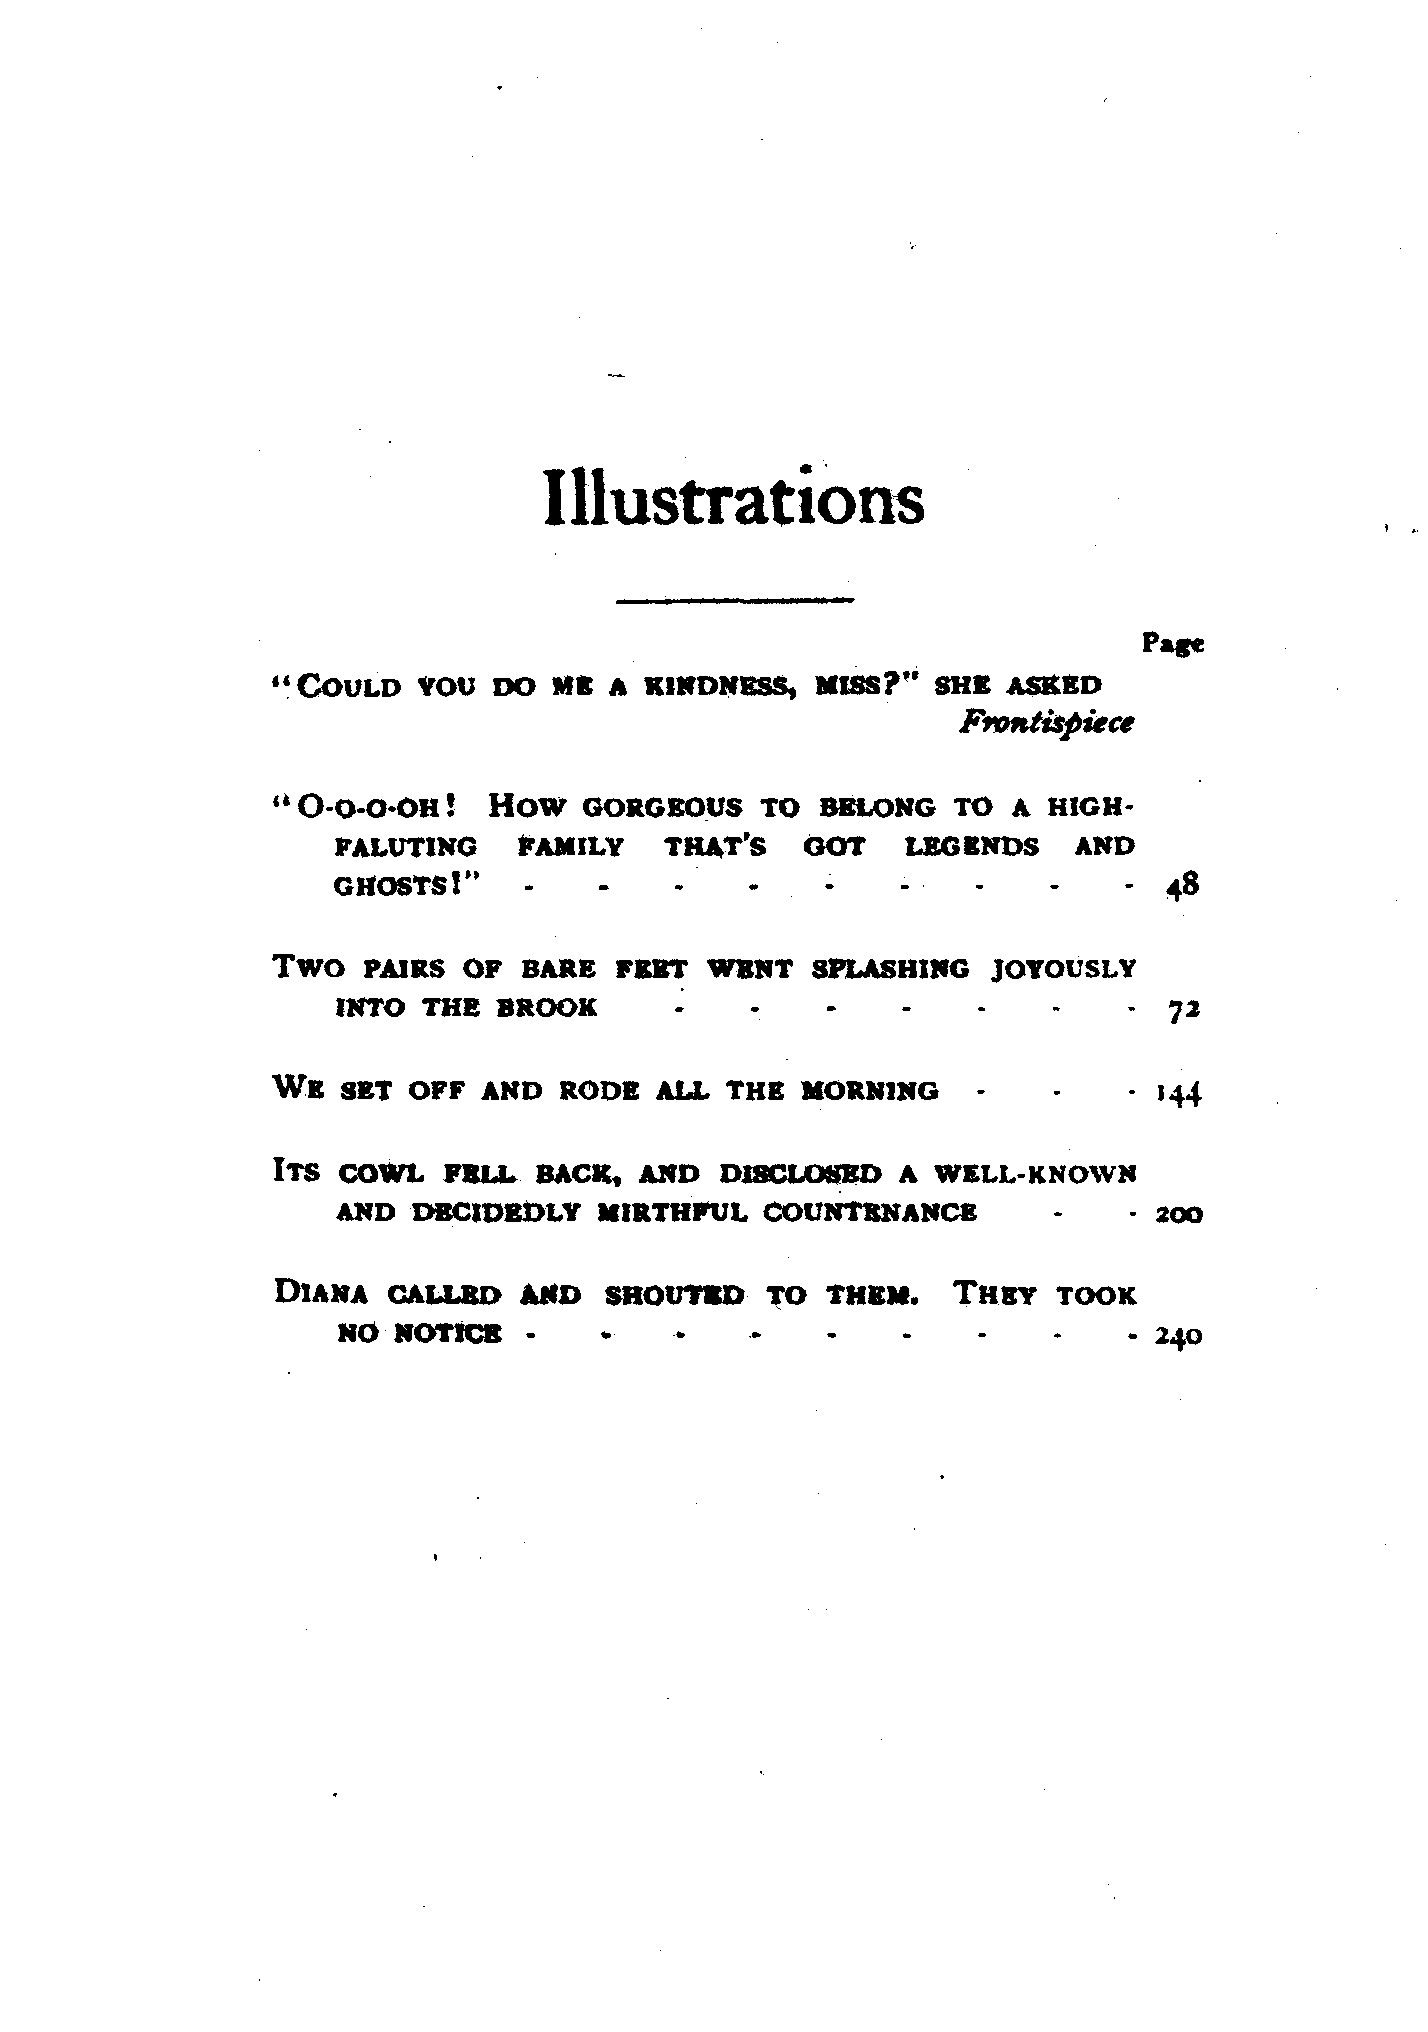 Illustrations
Page
"Could you do me a kindness, miss?" she asked
Frontispiece
"O-o-o-oh! How gorgeous to belong to a high-
faluting family that's got legends and
ghosts!" - - - - - - - - - 48
Two pairs of bare feet went splashing joyously
into the brook - - - - - - - 72
We set off and rode all the morning - - - 144
Its cowl fell back, and disclosed a well-known
and decidedly mirthful countenance - - 200
Diana called and shouted to them. They took
no notice - - - - - - - - - 240